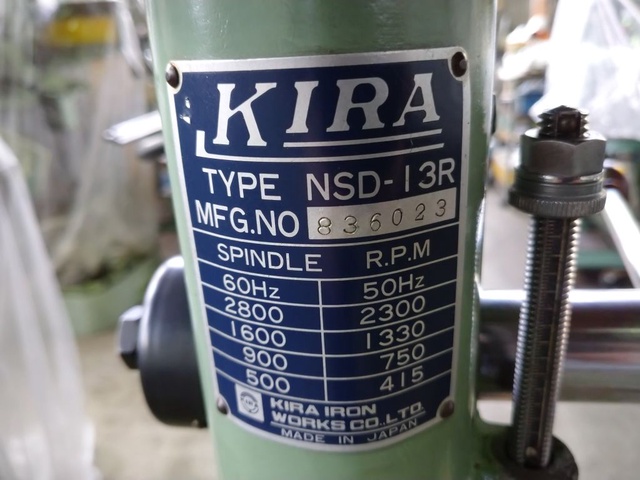 KIRA
TYPE NSD-13R
MFG.NO 836023
SPINDLE R.P.M
60Hz 50Hz
2800 2300
1600 1330
900 750
500 415
KIRA IRON
WORKS CO.,LTD.
MADE IN JAPAN